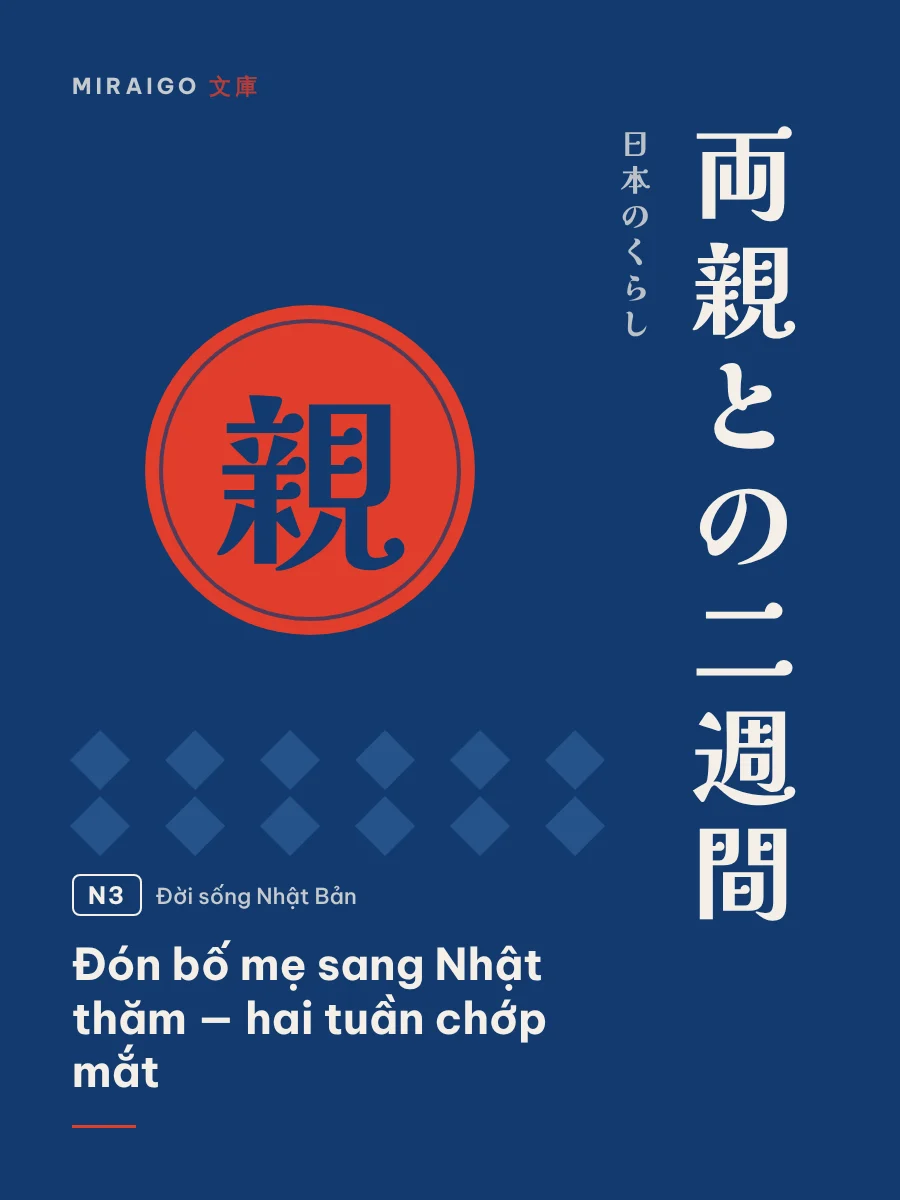 MIRAIGO 文庫
両親との二週間
日本のくらし
親
N3 Đời sống Nhật Bản
Đón bố mẹ sang Nhật
thăm — hai tuần chớp
mắt